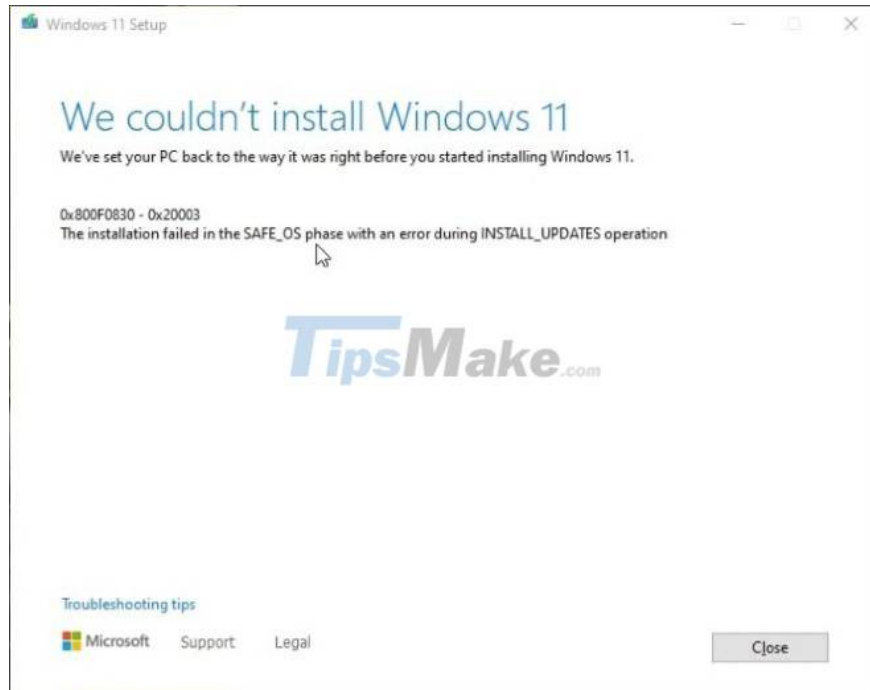 Windows 11 Setup
We couldn't install Windows 11
We've set your PC back to the way it was right before you started installing Windows 11.
0x800F0830 - 0x20003
The installation failed in the SAFE_OS phase with an error during INSTALL_UPDATES operation
TipsMake.com
Troubleshooting tips
Microsoft Support Legal
Close